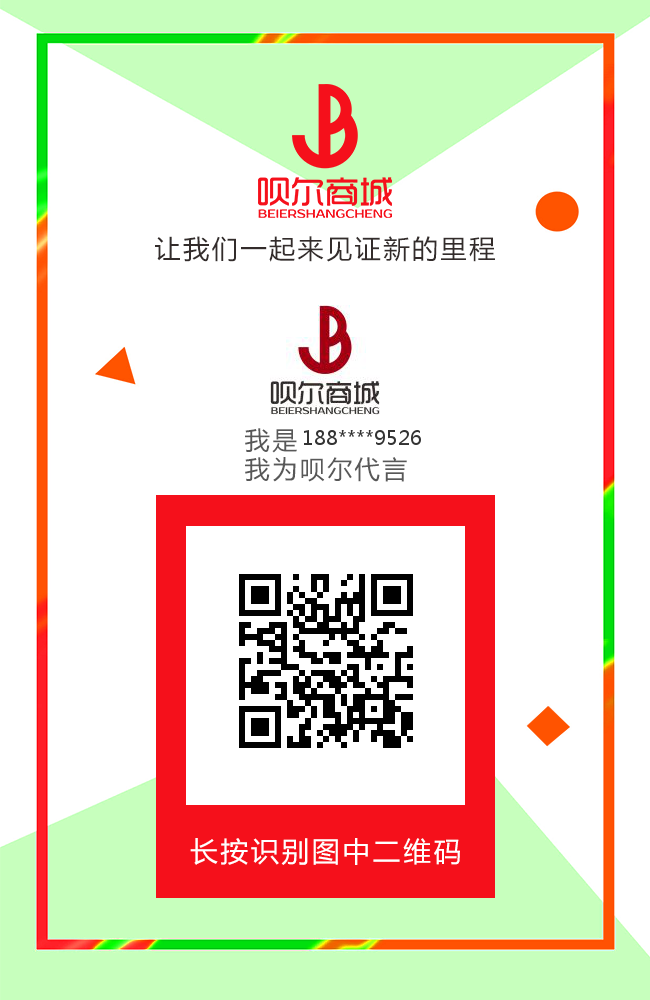 呗尔商城
BEIERSHANGCHENG
让我们一起来见证新的里程
呗尔商城
BEIERSHANGCHENG
我是 188****9526
我为呗尔代言
长按识别图中二维码